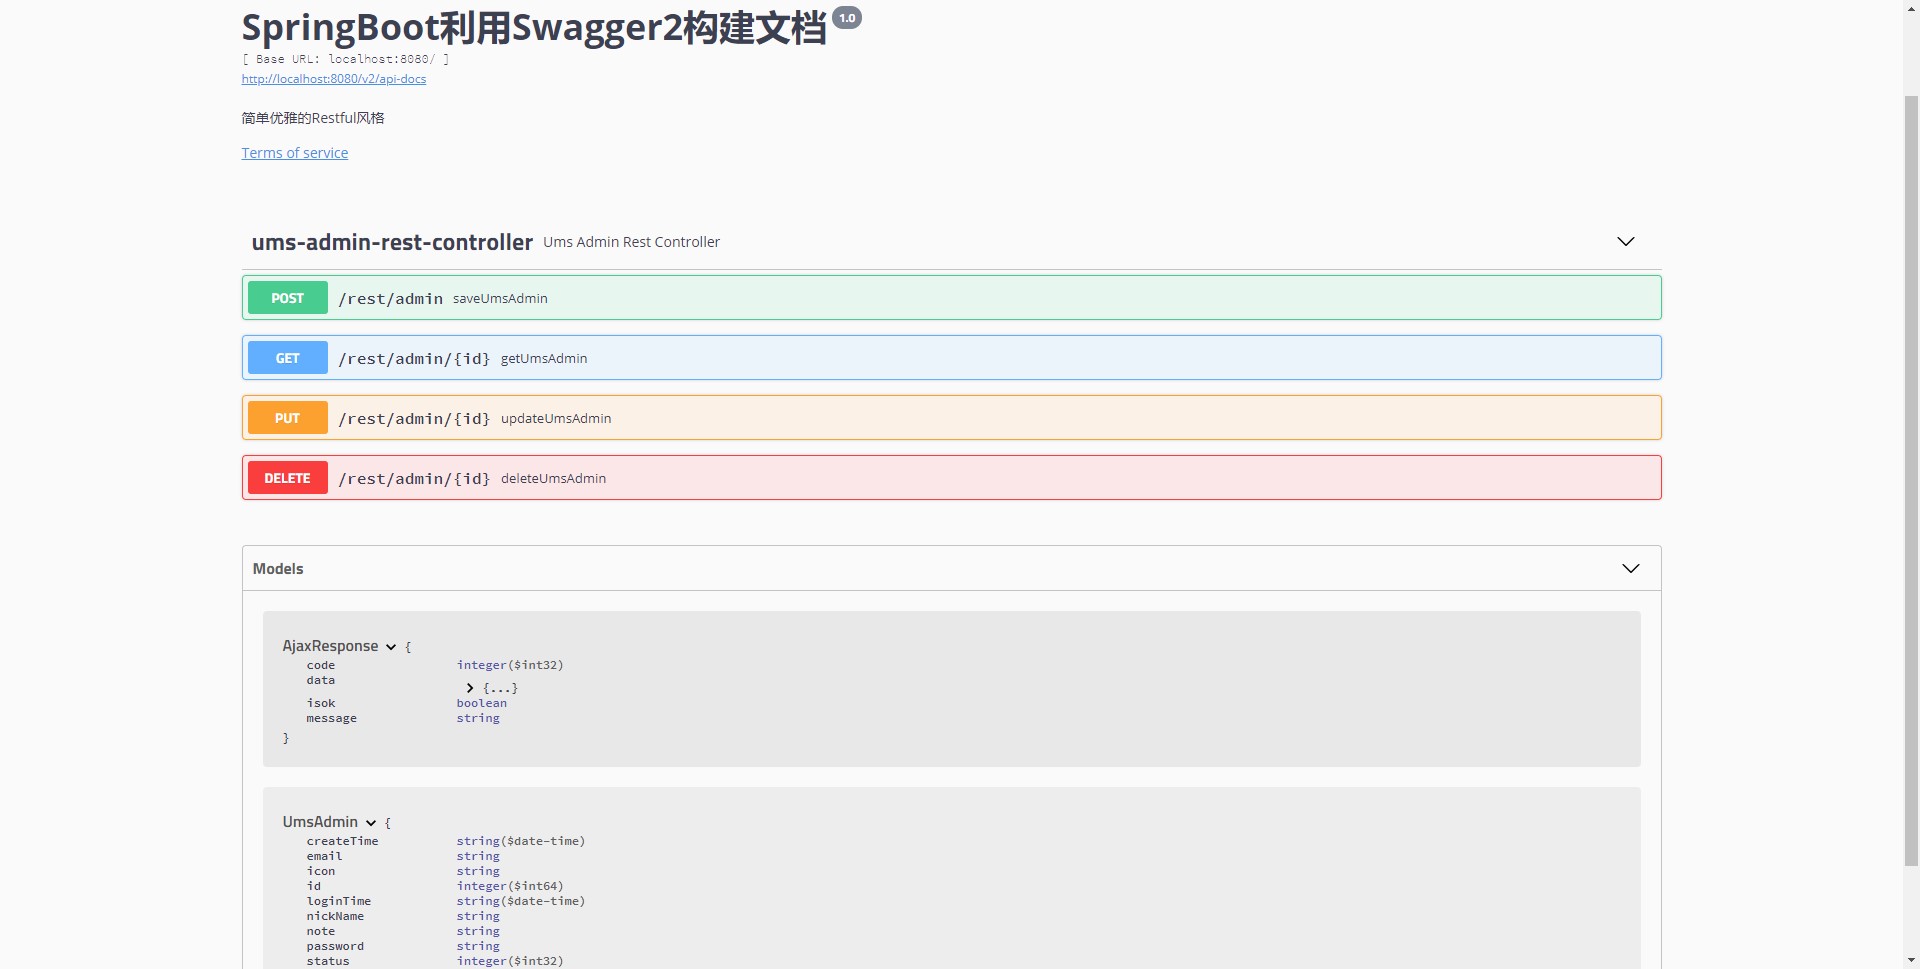 SpringBoot利用Swagger2构建文档 1.0
[ Base URL: localhost:8080/ ]
http://localhost:8080/v2/api-docs
简单优雅的Restful风格
Terms of service
ums-admin-rest-controller Ums Admin Rest Controller
POST /rest/admin saveUmsAdmin
GET /rest/admin/{id} getUmsAdmin
PUT /rest/admin/{id} updateUmsAdmin
DELETE /rest/admin/{id} deleteUmsAdmin
Models
AjaxResponse {
code integer($int32)
data {...}
isok boolean
message string
}
UmsAdmin {
createTime string($date-time)
email string
icon string
id integer($int64)
loginTime string($date-time)
nickName string
note string
password string
status integer($int32)